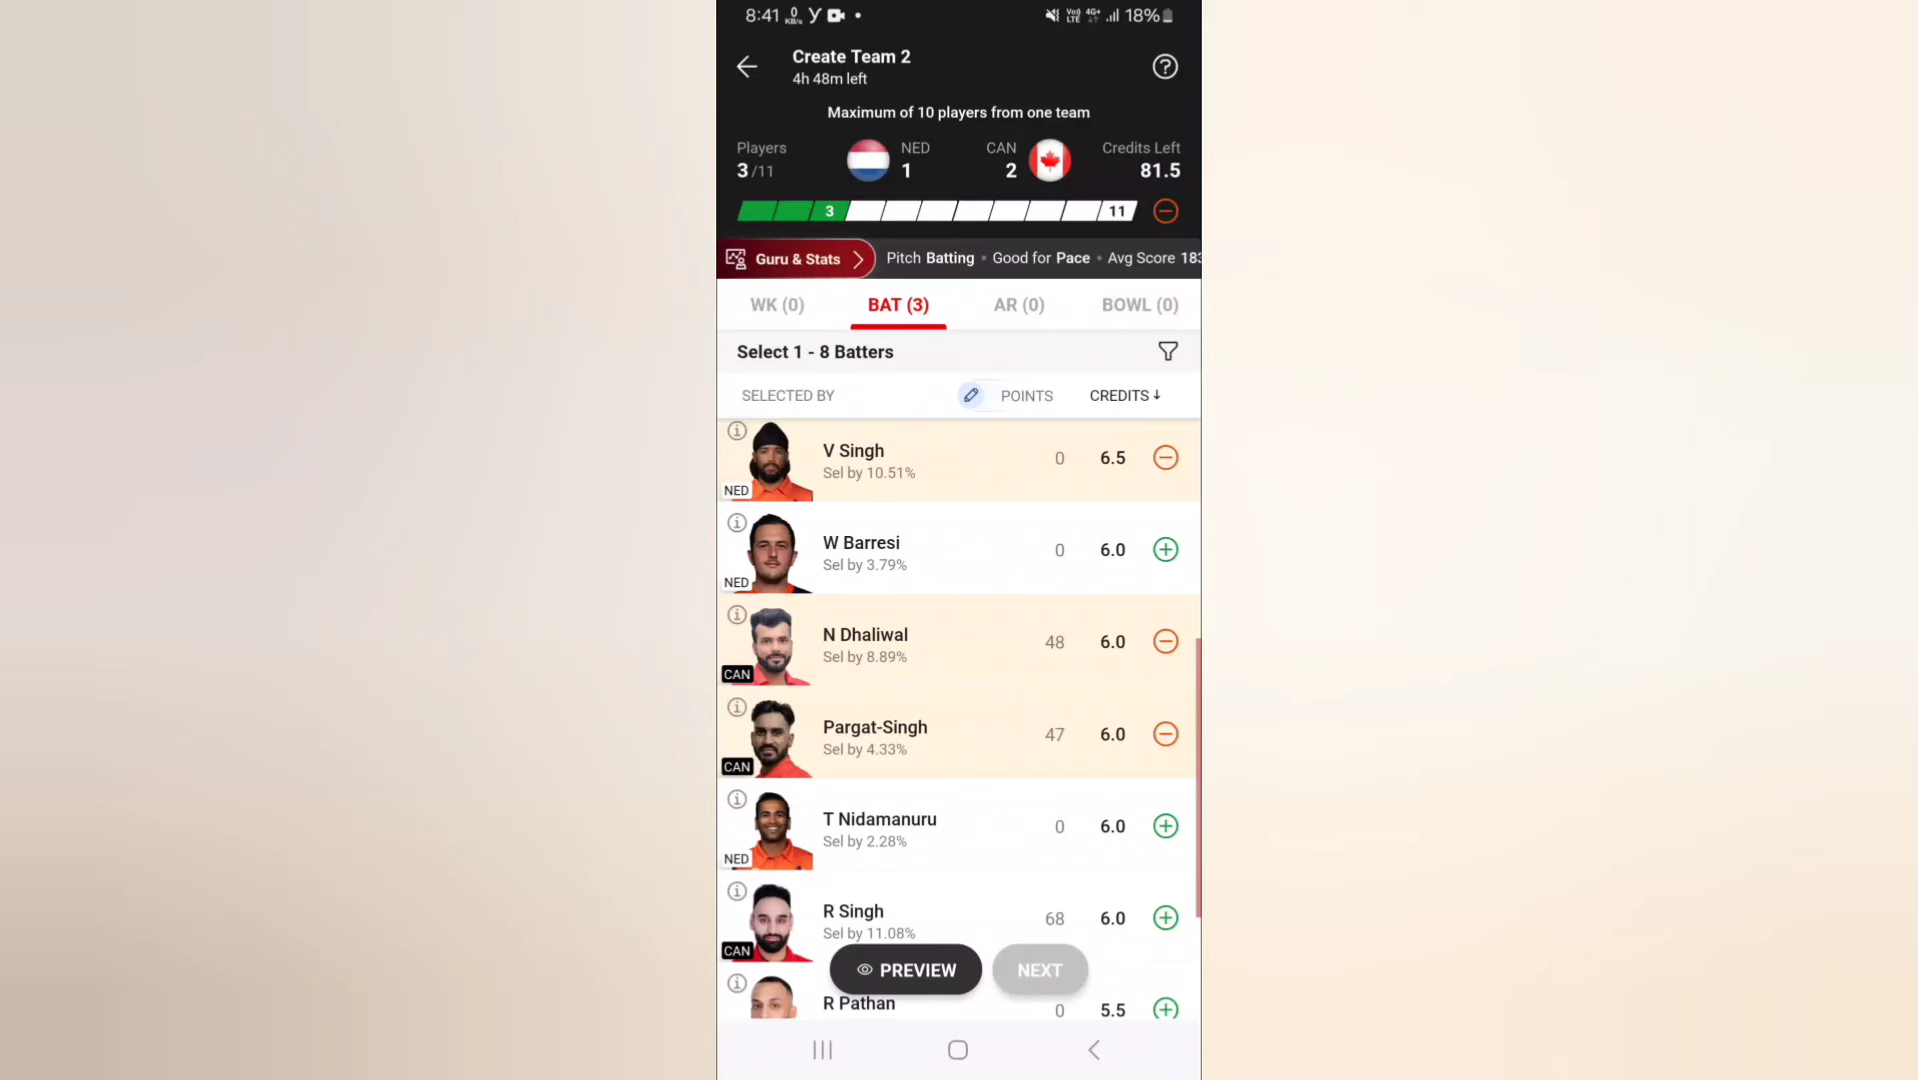 8:41 0 KB/s Vo) LTE 4G+ 18%
Create Team 2
4h 48m left
Maximum of 10 players from one team
Players NED CAN Credits Left
3/11 1 2 81.5
3 11
Guru & Stats Pitch Batting • Good for Pace • Avg Score 183
WK (0) BAT (3) AR (0) BOWL (0)
Select 1 - 8 Batters
SELECTED BY POINTS CREDITS↓
V Singh 0 6.5
Sel by 10.51%
NED
W Barresi 0 6.0
Sel by 3.79%
NED
N Dhaliwal 48 6.0
Sel by 8.89%
CAN
Pargat-Singh 47 6.0
Sel by 4.33%
CAN
T Nidamanuru 0 6.0
Sel by 2.28%
NED
R Singh 68 6.0
Sel by 11.08%
CAN
PREVIEW NEXT
R Pathan 0 5.5